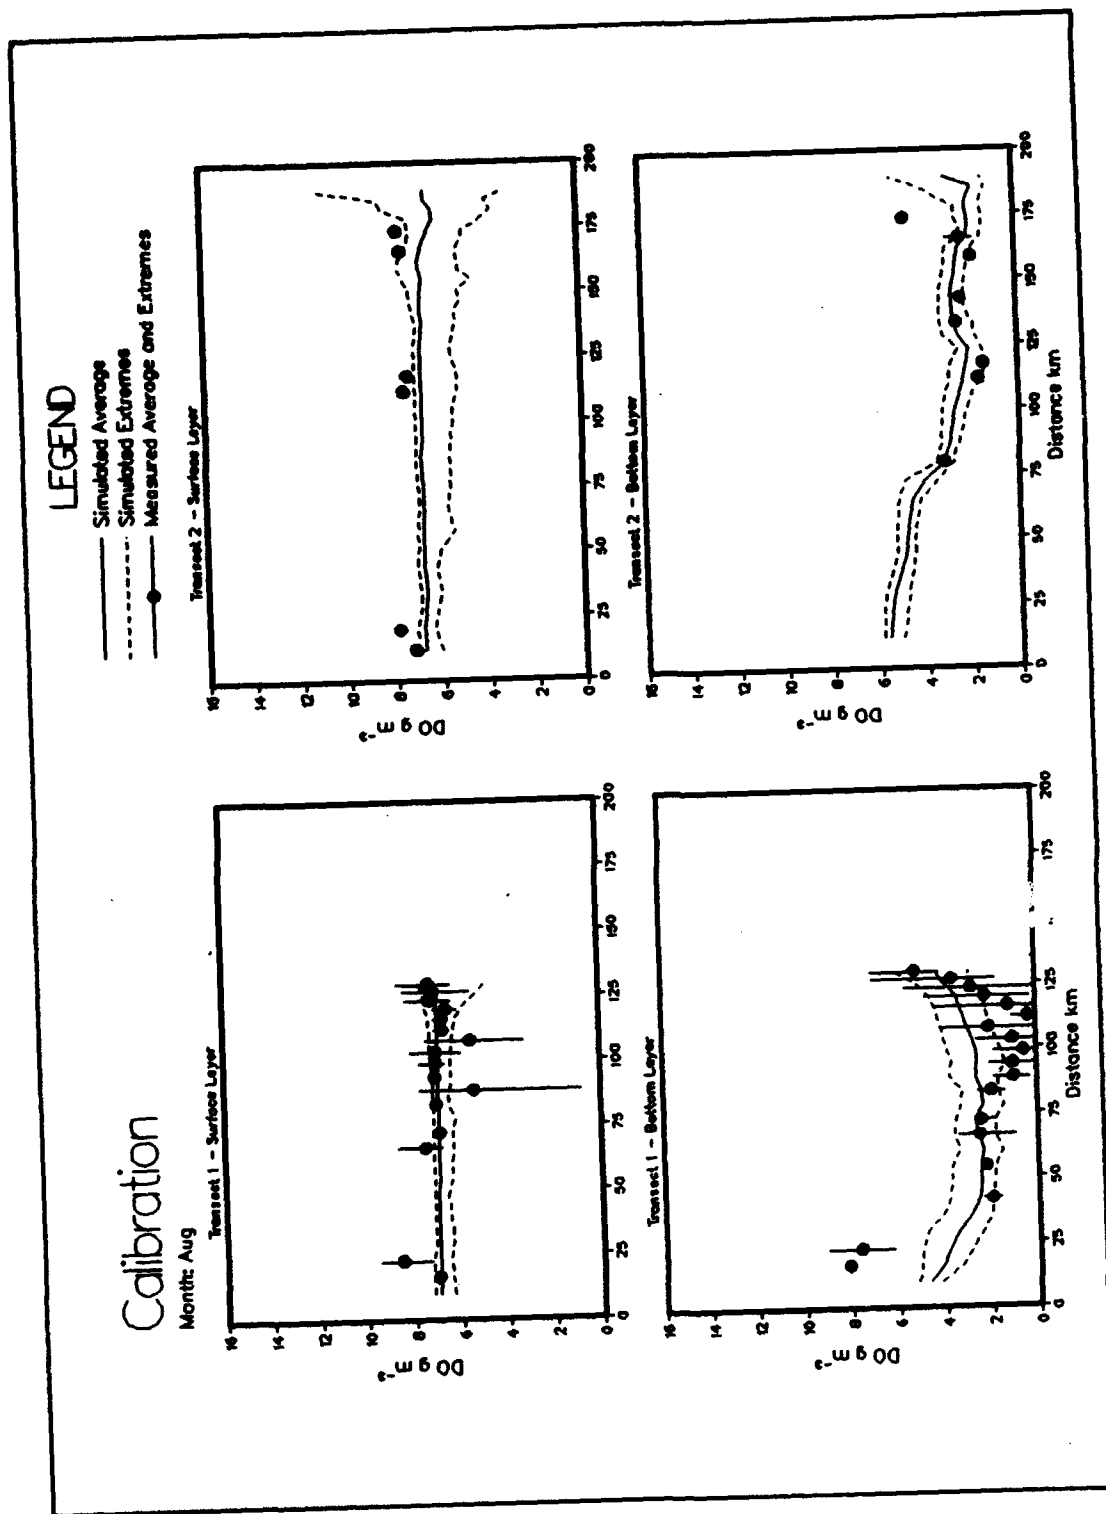 Calibration
Month: Aug
LEGEND
Simulated Average
Simulated Extremes
Measured Average and Extremes
Transect 1 - Surface Layer
DO g m⁻³
16
14
12
10
8
6
4
2
0
0 25 50 75 100 125 150 175 200
Transect 2 - Surface Layer
DO g m⁻³
16
14
12
10
8
6
4
2
0
0 25 50 75 100 125 150 175 200
Transect 1 - Bottom Layer
DO g m⁻³
16
14
12
10
8
6
4
2
0
0 25 50 75 100 125 175 200
Distance km
Transect 2 - Bottom Layer
DO g m⁻³
16
14
12
10
8
6
4
2
0
0 25 50 75 100 125 150 175 200
Distance km